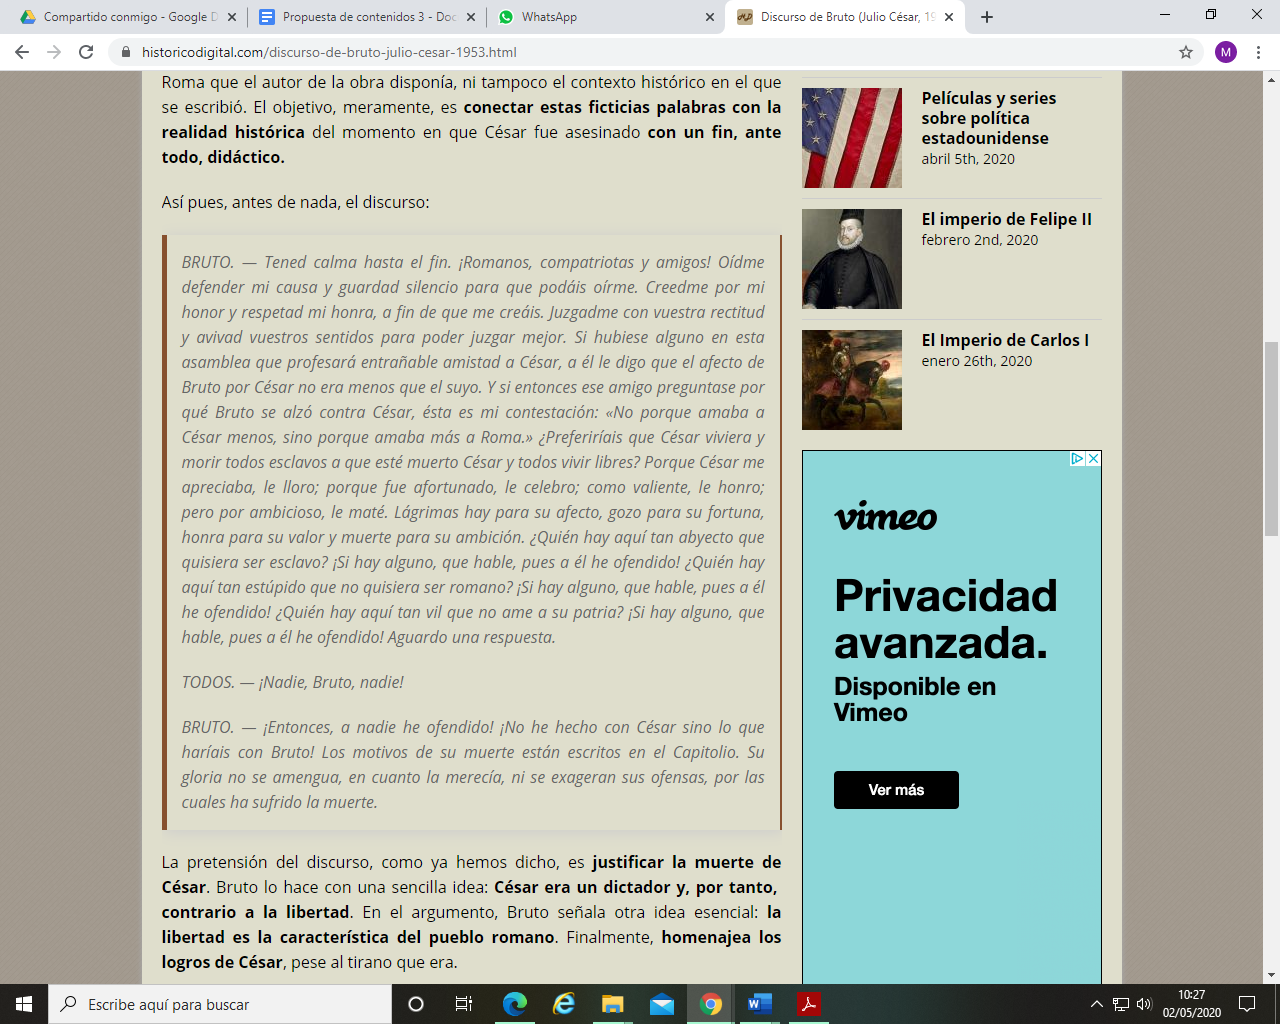 Compartido conmigo - Google D
Propuesta de contenidos 3 - Doc
WhatsApp
Discurso de Bruto (Julio César, 19
historicodigital.com/discurso-de-bruto-julio-cesar-1953.html
M
Roma que el autor de la obra disponía, ni tampoco el contexto histórico en el que
se escribió. El objetivo, meramente, es conectar estas ficticias palabras con la
realidad histórica del momento en que César fue asesinado con un fin, ante
todo, didáctico.
Así pues, antes de nada, el discurso:
BRUTO. — Tened calma hasta el fin. ¡Romanos, compatriotas y amigos! Oídme
defender mi causa y guardad silencio para que podáis oírme. Creedme por mi
honor y respetad mi honra, a fin de que me creáis. Juzgadme con vuestra rectitud
y avivad vuestros sentidos para poder juzgar mejor. Si hubiese alguno en esta
asamblea que profesará entrañable amistad a César, a él le digo que el afecto de
Bruto por César no era menos que el suyo. Y si entonces ese amigo preguntase por
qué Bruto se alzó contra César, ésta es mi contestación: «No porque amaba a
César menos, sino porque amaba más a Roma.» ¿Preferiríais que César viviera y
morir todos esclavos a que esté muerto César y todos vivir libres? Porque César me
apreciaba, le lloro; porque fue afortunado, le celebro; como valiente, le honro;
pero por ambicioso, le maté. Lágrimas hay para su afecto, gozo para su fortuna,
honra para su valor y muerte para su ambición. ¿Quién hay aquí tan abyecto que
quisiera ser esclavo? ¡Si hay alguno, que hable, pues a él he ofendido! ¿Quién hay
aquí tan estúpido que no quisiera ser romano? ¡Si hay alguno, que hable, pues a él
he ofendido! ¿Quién hay aquí tan vil que no ame a su patria? ¡Si hay alguno, que
hable, pues a él he ofendido! Aguardo una respuesta.
TODOS. — ¡Nadie, Bruto, nadie!
BRUTO. — ¡Entonces, a nadie he ofendido! ¡No he hecho con César sino lo que
haríais con Bruto! Los motivos de su muerte están escritos en el Capitolio. Su
gloria no se amengua, en cuanto la merecía, ni se exageran sus ofensas, por las
cuales ha sufrido la muerte.
La pretensión del discurso, como ya hemos dicho, es justificar la muerte de
César. Bruto lo hace con una sencilla idea: César era un dictador y, por tanto,
contrario a la libertad. En el argumento, Bruto señala otra idea esencial: la
libertad es la característica del pueblo romano. Finalmente, homenajea los
logros de César, pese al tirano que era.
Películas y series
sobre política
estadounidense
abril 5th, 2020
El imperio de Felipe II
febrero 2nd, 2020
El Imperio de Carlos I
enero 26th, 2020
vimeo
Privacidad
avanzada.
Disponible en
Vimeo
Ver más
Escribe aquí para buscar
10:27
02/05/2020